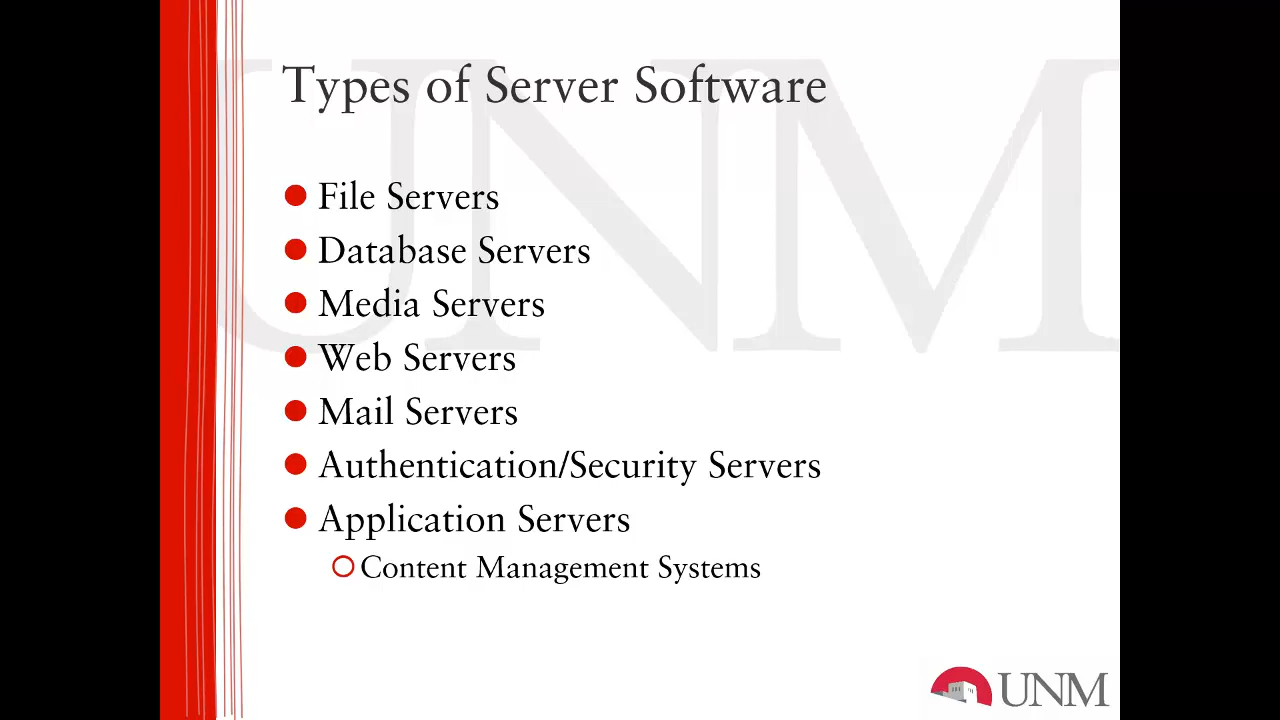 Types of Server Software
File Servers
Database Servers
Media Servers
Web Servers
Mail Servers
Authentication/Security Servers
Application Servers
Content Management Systems
UNM
UNM